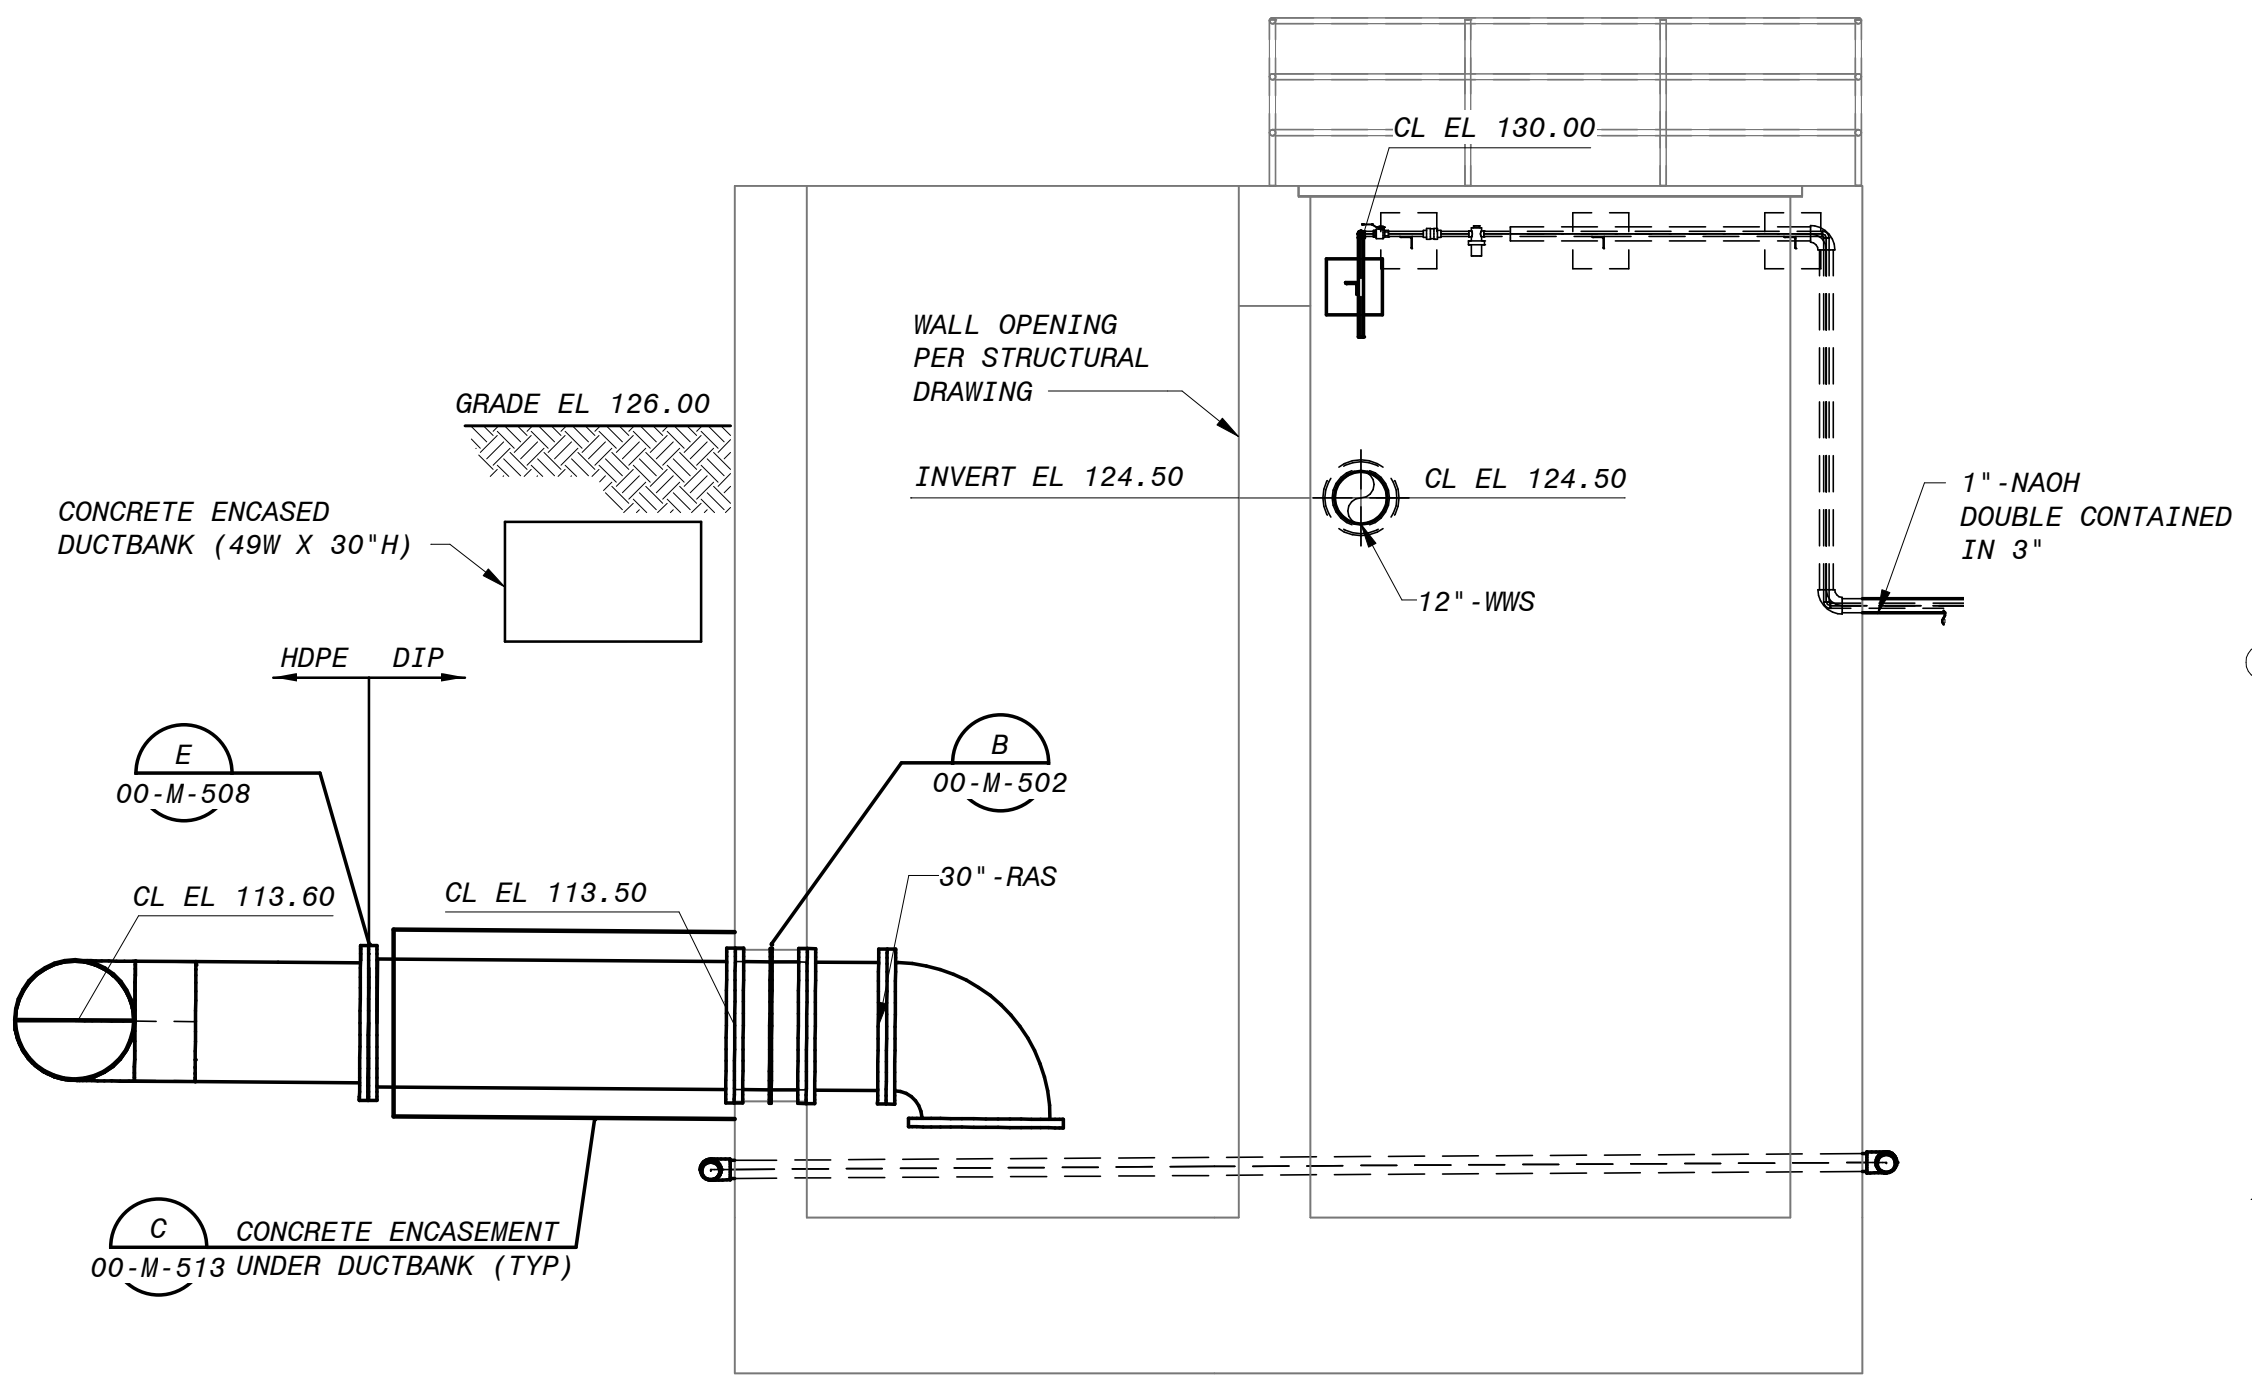 CL EL 130.00
WALL OPENING
PER STRUCTURAL
DRAWING
GRADE EL 126.00
INVERT EL 124.50
CL EL 124.50
1"-NAOH
DOUBLE CONTAINED
IN 3"
CONCRETE ENCASED
DUCTBANK (49W X 30"H)
12"-WWS
HDPE DIP
E
00-M-508
B
00-M-502
30"-RAS
CL EL 113.60
CL EL 113.50
C
00-M-513
CONCRETE ENCASEMENT
UNDER DUCTBANK (TYP)